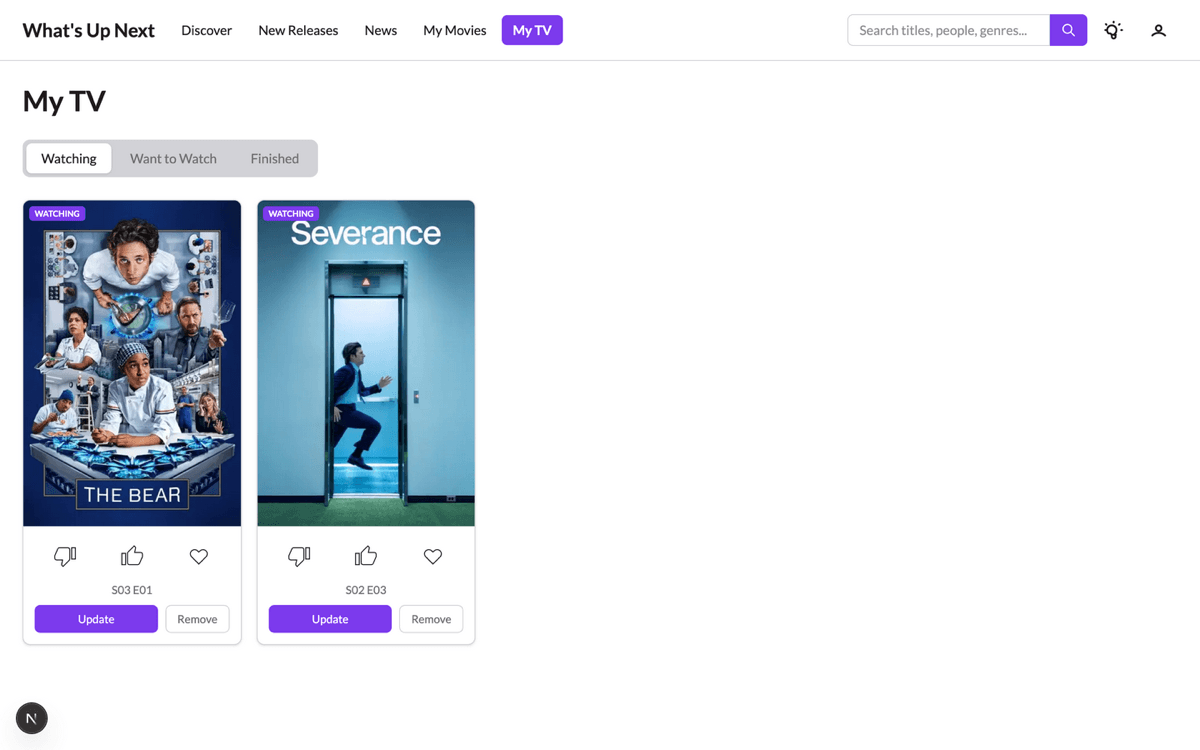 What's Up Next
Discover
New Releases
News
My Movies
My TV
Search titles, people, genres...
My TV
Watching
Want to Watch
Finished
WATCHING
THE BEAR
S03 E01
Update
Remove
WATCHING
Severance
S02 E03
Update
Remove
N